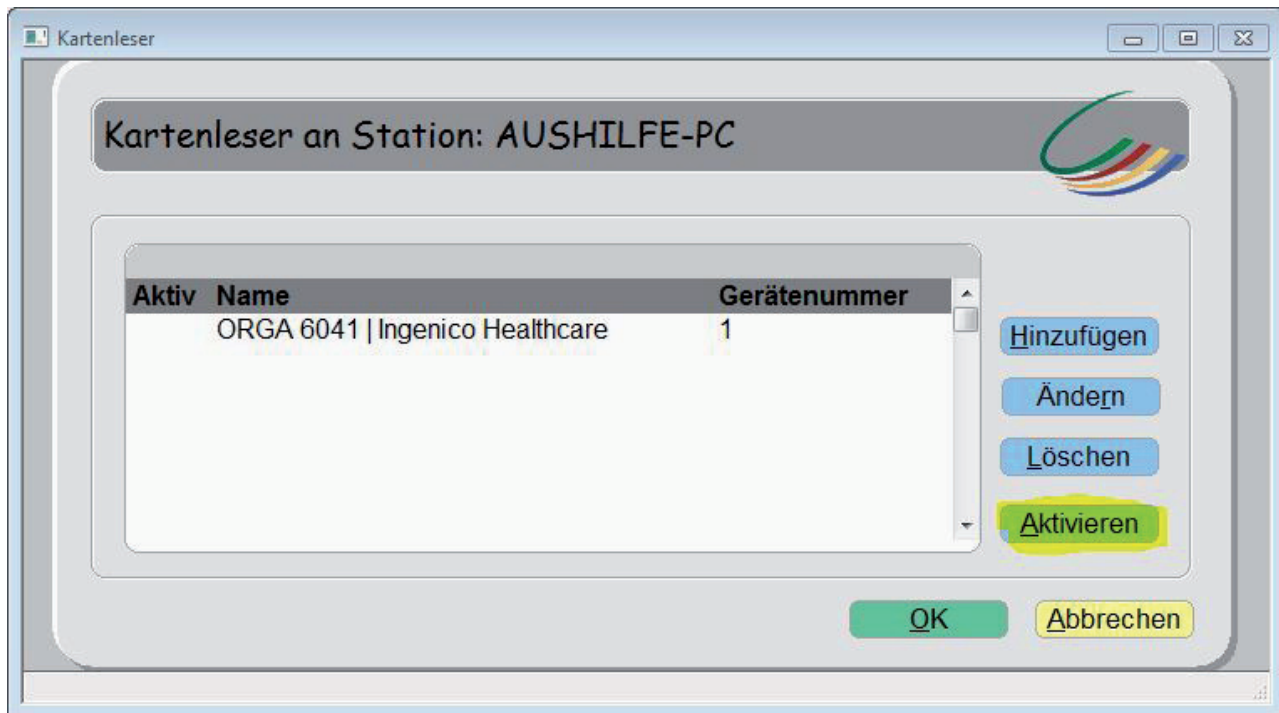 Kartenleser
Kartenleser an Station: AUSHILFE-PC
Aktiv Name Gerätenummer
ORGA 6041 | Ingenico Healthcare 1
Hinzufügen
Ändern
Löschen
Aktivieren
OK Abbrechen